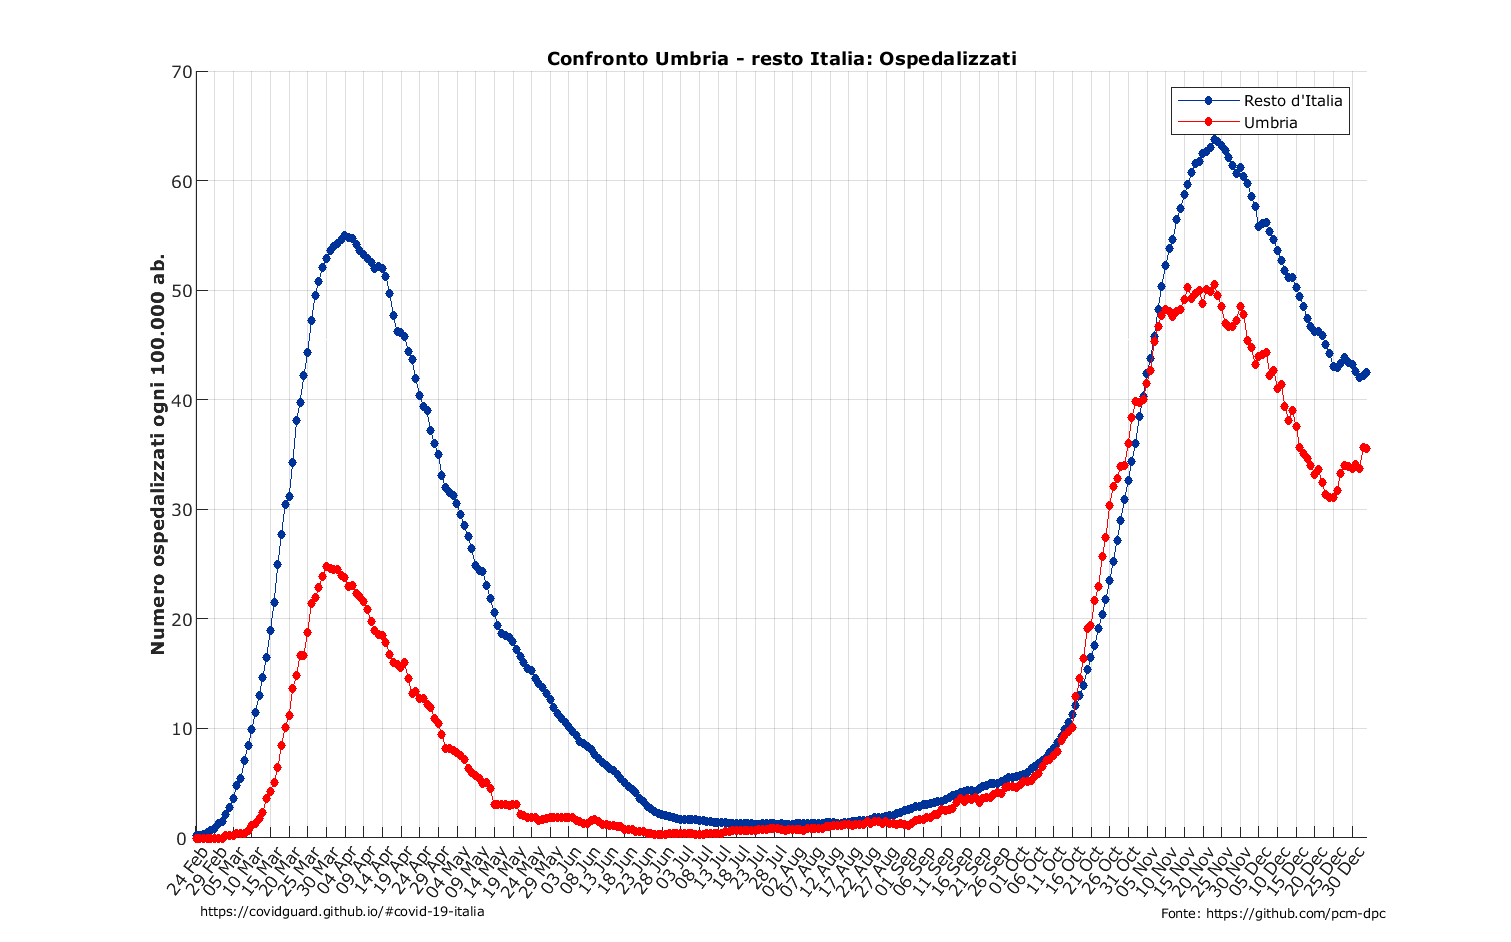 Confronto Umbria - resto Italia: Ospedalizzati
Resto d'Italia
Umbria
Numero ospedalizzati ogni 100.000 ab.
70
60
50
40
30
20
10
0
24 Feb
29 Feb
05 Mar
10 Mar
15 Mar
20 Mar
25 Mar
30 Mar
04 Apr
09 Apr
14 Apr
19 Apr
24 Apr
29 Apr
04 May
09 May
14 May
19 May
24 May
29 May
03 Jun
08 Jun
13 Jun
18 Jun
23 Jun
28 Jun
03 Jul
08 Jul
13 Jul
18 Jul
23 Jul
28 Jul
02 Aug
07 Aug
12 Aug
17 Aug
22 Aug
27 Aug
01 Sep
06 Sep
11 Sep
16 Sep
21 Sep
26 Sep
01 Oct
06 Oct
11 Oct
16 Oct
21 Oct
26 Oct
31 Oct
05 Nov
10 Nov
15 Nov
20 Nov
25 Nov
30 Nov
05 Dec
10 Dec
15 Dec
20 Dec
25 Dec
30 Dec
https://covidguard.github.io/#covid-19-italia
Fonte: https://github.com/pcm-dpc